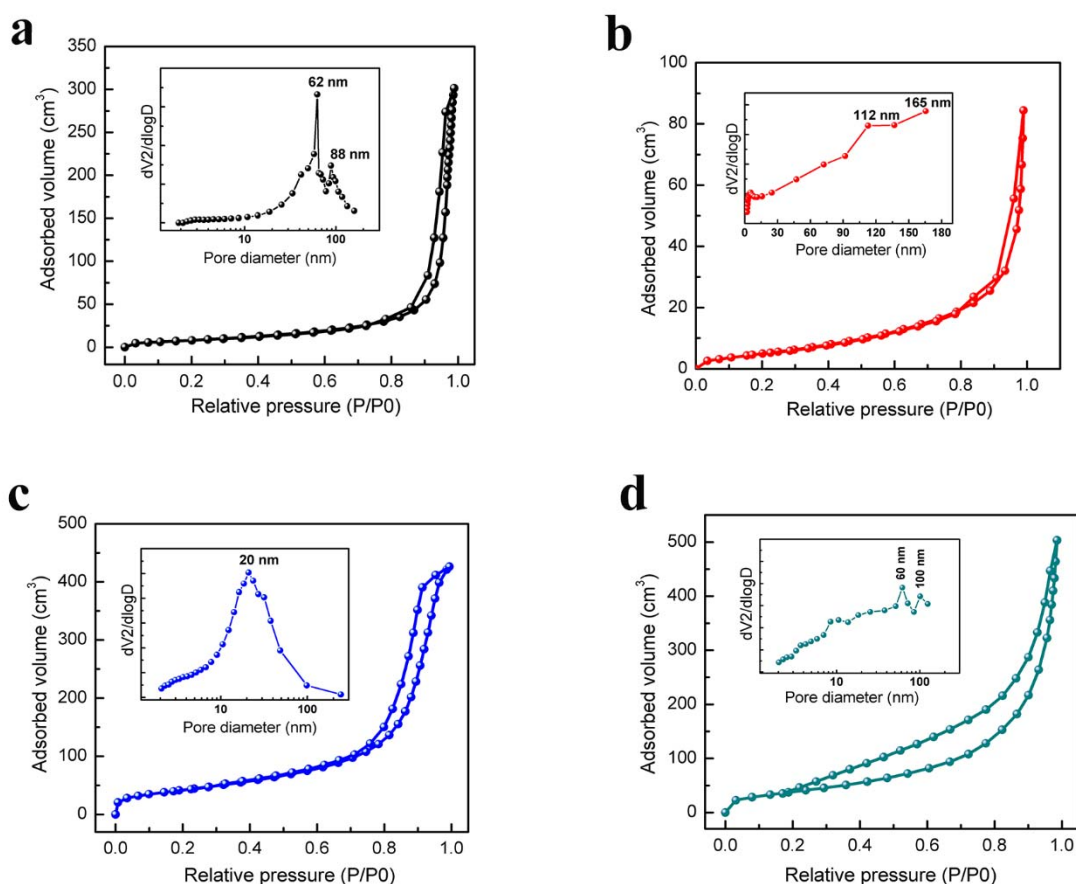 a
Adsorbed volume (cm³)
350
300
250
200
150
100
50
0
0.0 0.2 0.4 0.6 0.8 1.0
Relative pressure (P/P0)
dV2/dlogD
62 nm
88 nm
10 100
Pore diameter (nm)
b
Adsorbed volume (cm³)
100
80
60
40
20
0
0.0 0.2 0.4 0.6 0.8 1.0
Relative pressure (P/P0)
dV2/dlogD
112 nm
165 nm
0 30 60 90 120 150 180
Pore diameter (nm)
c
Adsorbed volume (cm³)
500
400
300
200
100
0
0.0 0.2 0.4 0.6 0.8 1.0
Relative pressure (P/P0)
dV2/dlogD
20 nm
10 100
Pore diameter (nm)
d
Adsorbed volume (cm³)
500
400
300
200
100
0
0.0 0.2 0.4 0.6 0.8 1.0
Relative pressure (P/P0)
dV2/dlogD
60 nm
100 nm
10 100
Pore diameter (nm)